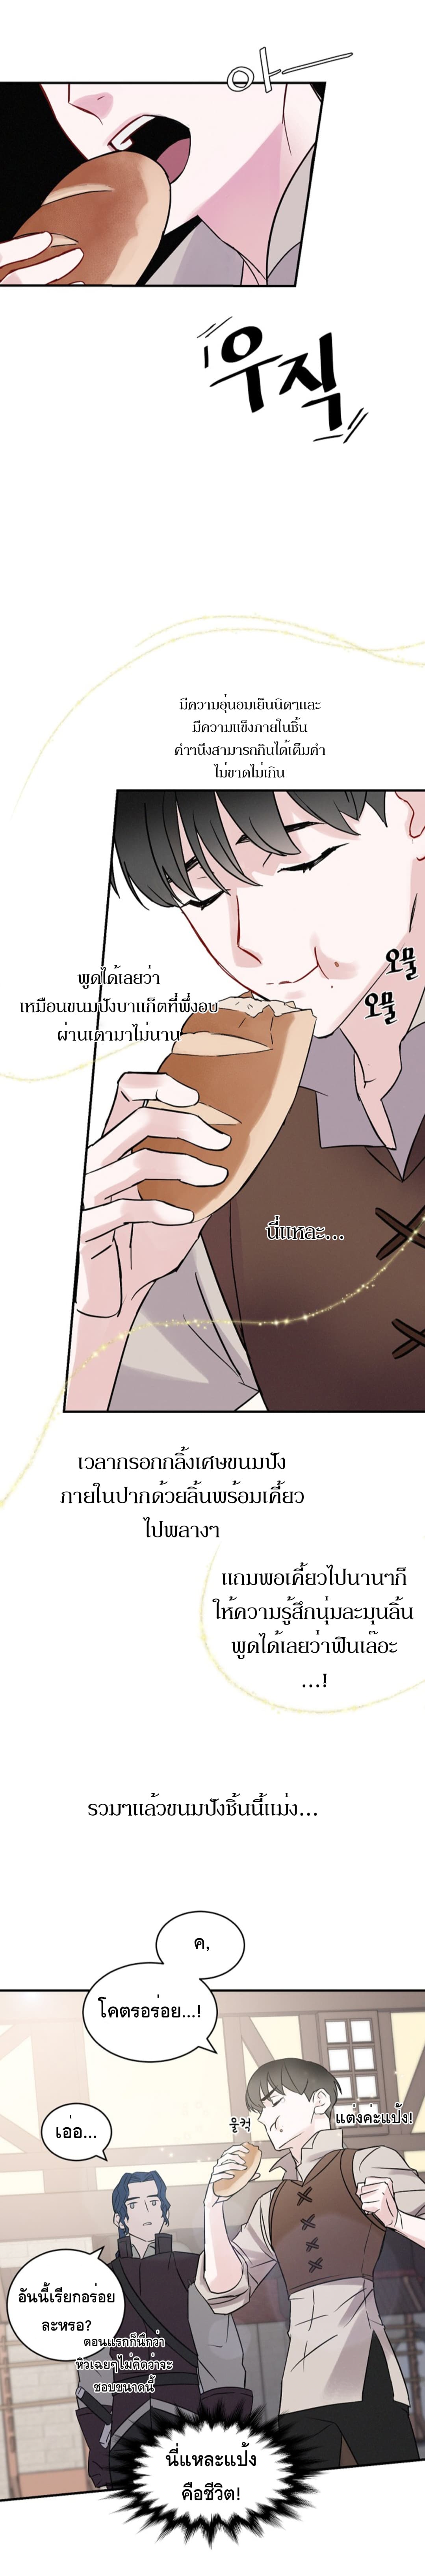 아
우직
มีความอุ่นอมเย็นนิดๆและ
มีความแข็งภายในชิ้น
คำๆนึงสามารถกินได้เต็มคำ
ไม่ขาดไม่เกิน
오물
오물
พูดได้เลยว่า
เหมือนขนมปังบาแก็ตที่พึ่งอบ
ผ่านเตามาไม่นาน
นี่แหละ...
เวลากรอกกลิ้งเศษขนมปัง
ภายในปากด้วยลิ้นพร้อมเคี้ยว
ไปพลางๆ
แถมพอเคี้ยวไปนานๆก็
ให้ความรู้สึกนุ่มละมุนลิ้น
พูดได้เลยว่าฟินเล๊อะ
...!
รวมๆแล้วขนมปังชิ้นนี้แม่ง...
ค,
โคตรอร่อย...!
แต่งค่ะแป้ง!
울컥
เอ่อ...
อันนี้เรียกอร่อย
ละหรอ?
ตอนแรกก็นึกว่า
หิวเฉยๆไม่คิดว่าจะ
ชอบขนาดนี้
นี่แหละแป้ง
คือชีวิต!